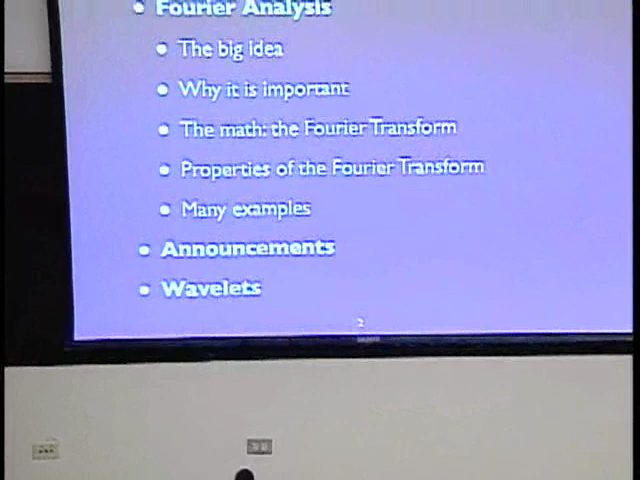 • Fourier Analysis
• The big idea
• Why it is important
• The math: the Fourier Transform
• Properties of the Fourier Transform
• Many examples
• Announcements
• Wavelets
2